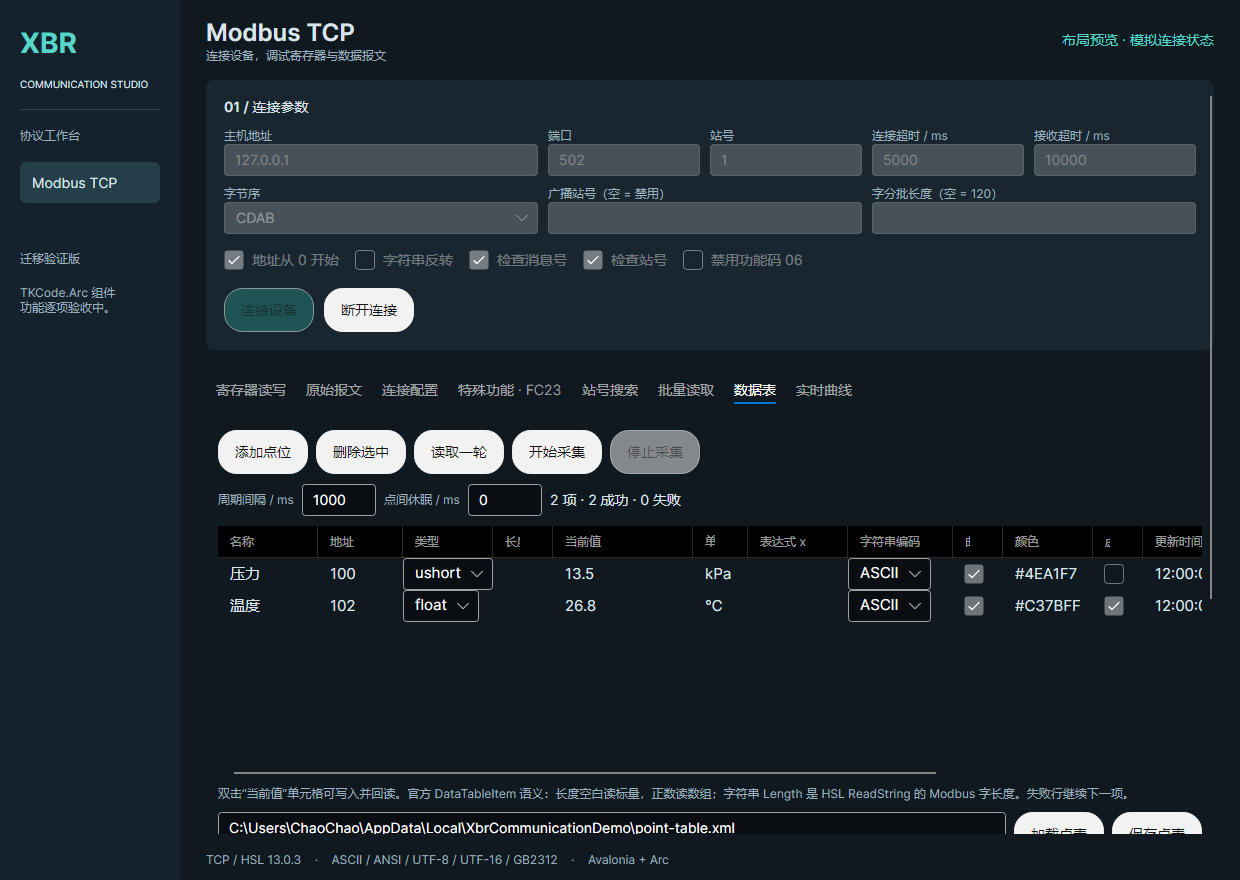 XBR
COMMUNICATION STUDIO
协议工作台
Modbus TCP
迁移验证版
TKCode.Arc 组件
功能逐项验收中。
Modbus TCP
连接设备，调试寄存器与数据报文
布局预览 · 模拟连接状态
01 / 连接参数
主机地址 端口 站号 连接超时 / ms 接收超时 / ms
127.0.0.1 502 1 5000 10000
字节序 广播站号（空 = 禁用） 字分批长度（空 = 120）
CDAB
地址从 0 开始 字符串反转 检查消息号 检查站号 禁用功能码 06
连接设备 断开连接
寄存器读写 原始报文 连接配置 特殊功能 · FC23 站号搜索 批量读取 数据表 实时曲线
添加点位 删除选中 读取一轮 开始采集 停止采集
周期间隔 / ms 1000 点间休眠 / ms 0 2 项 · 2 成功 · 0 失败
名称 地址 类型 当前值 单 表达式 x 字符串编码 颜色 更新时间
压力 100 ushort 13.5 kPa ASCII #4EA1F7 12:00:0
温度 102 float 26.8 °C ASCII #C37BFF 12:00:0
双击“当前值”单元格可写入并回读。官方 DataTableItem 语义：长度空白读标量，正数读数组；字符串 Length 是 HSL ReadString 的 Modbus 字长度。失败行继续下一项。
C:\Users\ChaoChao\AppData\Local\XbrCommunicationDemo\point-table.xml 加载点表 保存点表
TCP / HSL 13.0.3 · ASCII / ANSI / UTF-8 / UTF-16 / GB2312 · Avalonia + Arc